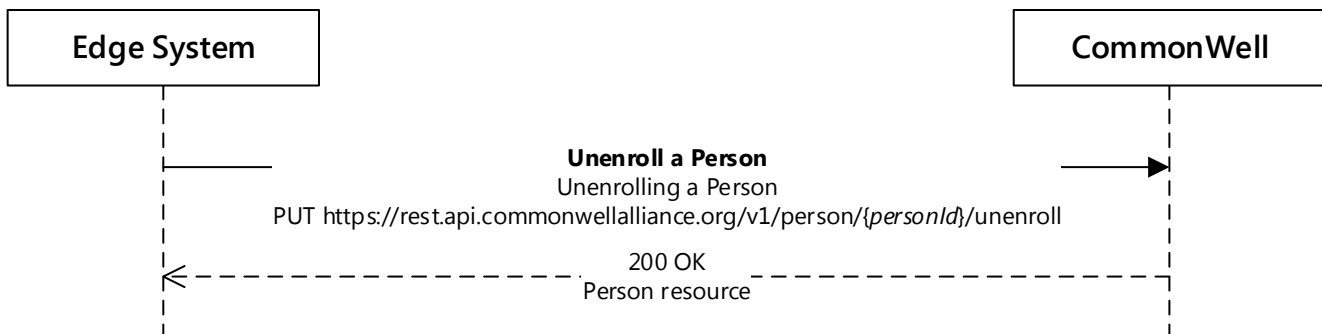 Edge System
CommonWell
Unenroll a Person
Unenrolling a Person
PUT https://rest.api.commonwellalliance.org/v1/person/{personId}/unenroll
200 OK
Person resource